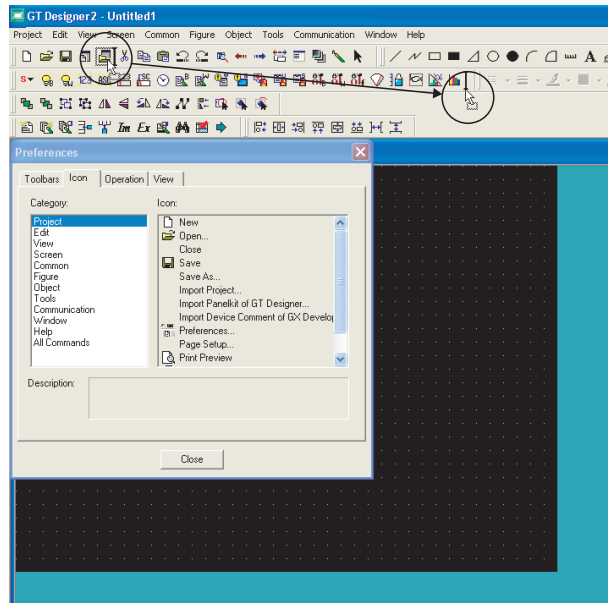 GT Designer2 - Untitled1
Project Edit View Screen Common Figure Object Tools Communication Window Help
Im Ex
Preferences
Toolbars Icon Operation View
Category: Icon:
Project
Edit
View
Screen
Common
Figure
Object
Tools
Communication
Window
Help
All Commands
New
Open...
Close
Save
Save As...
Import Project...
Import Panelkit of GT Designer...
Import Device Comment of GX Develop
Preferences...
Page Setup...
Print Preview
Description:
Close